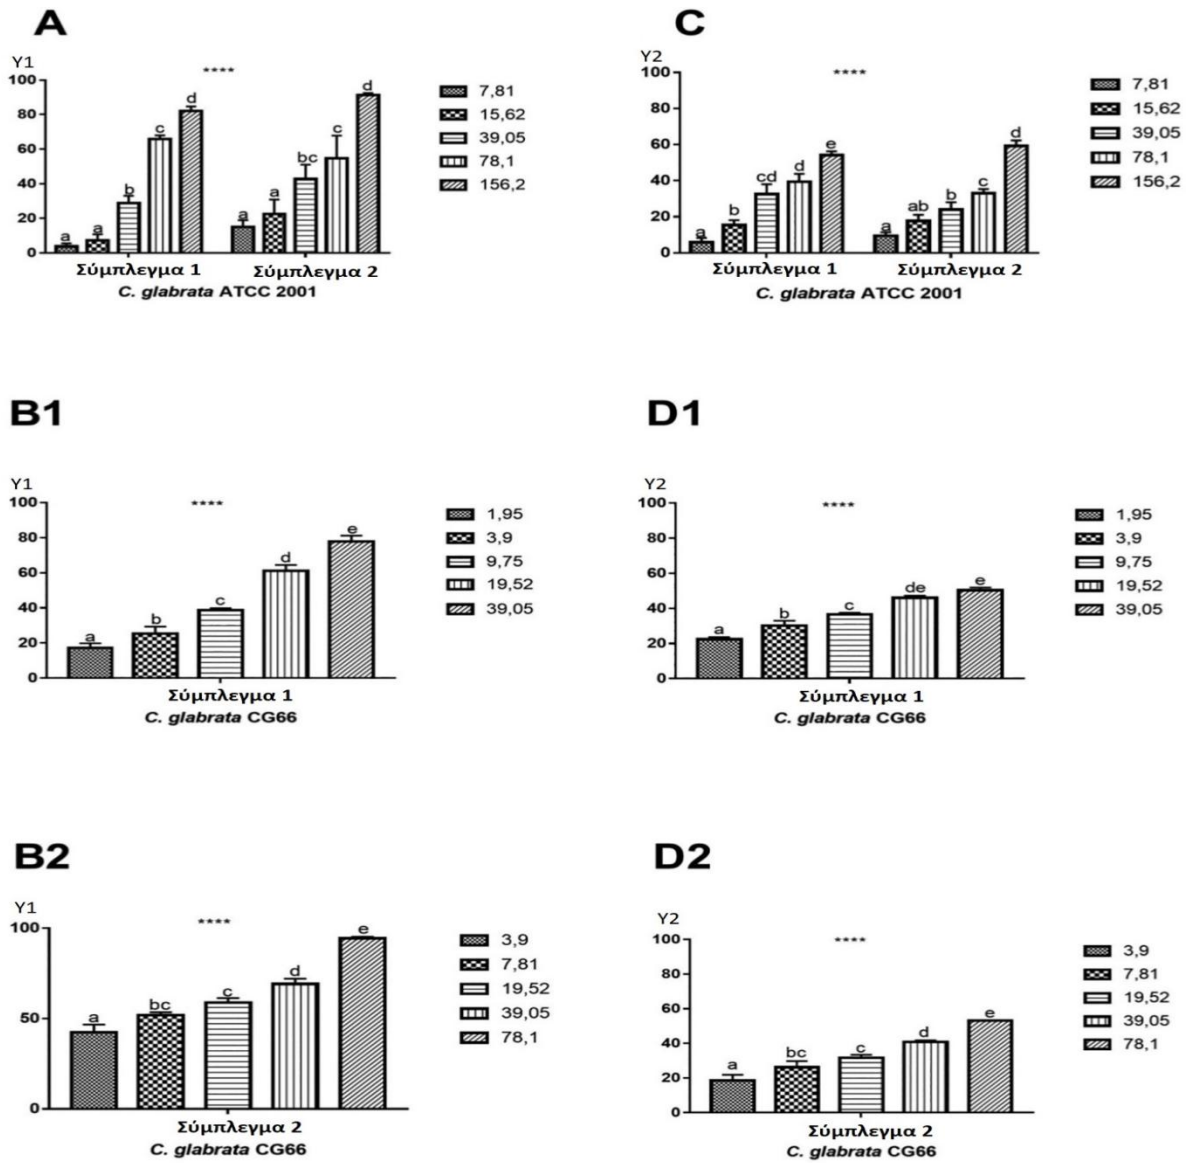 A
Y1
100
80
60
40
20
0
a
a
b
c
d
a
a
bc
c
d
****
7,81
15,62
39,05
78,1
156,2
Σύμπλεγμα 1
Σύμπλεγμα 2
C. glabrata ATCC 2001
C
Y2
100
80
60
40
20
0
a
b
cd
d
e
a
ab
b
c
d
****
7,81
15,62
39,05
78,1
156,2
Σύμπλεγμα 1
Σύμπλεγμα 2
C. glabrata ATCC 2001
B1
Y1
100
80
60
40
20
0
a
b
c
d
e
****
1,95
3,9
9,75
19,52
39,05
Σύμπλεγμα 1
C. glabrata CG66
D1
Y2
100
80
60
40
20
0
a
b
c
de
e
****
1,95
3,9
9,75
19,52
39,05
Σύμπλεγμα 1
C. glabrata CG66
B2
Y1
100
50
0
a
bc
c
d
e
****
3,9
7,81
19,52
39,05
78,1
Σύμπλεγμα 2
C. glabrata CG66
D2
Y2
100
80
60
40
20
0
a
bc
c
d
e
****
3,9
7,81
19,52
39,05
78,1
Σύμπλεγμα 2
C. glabrata CG66